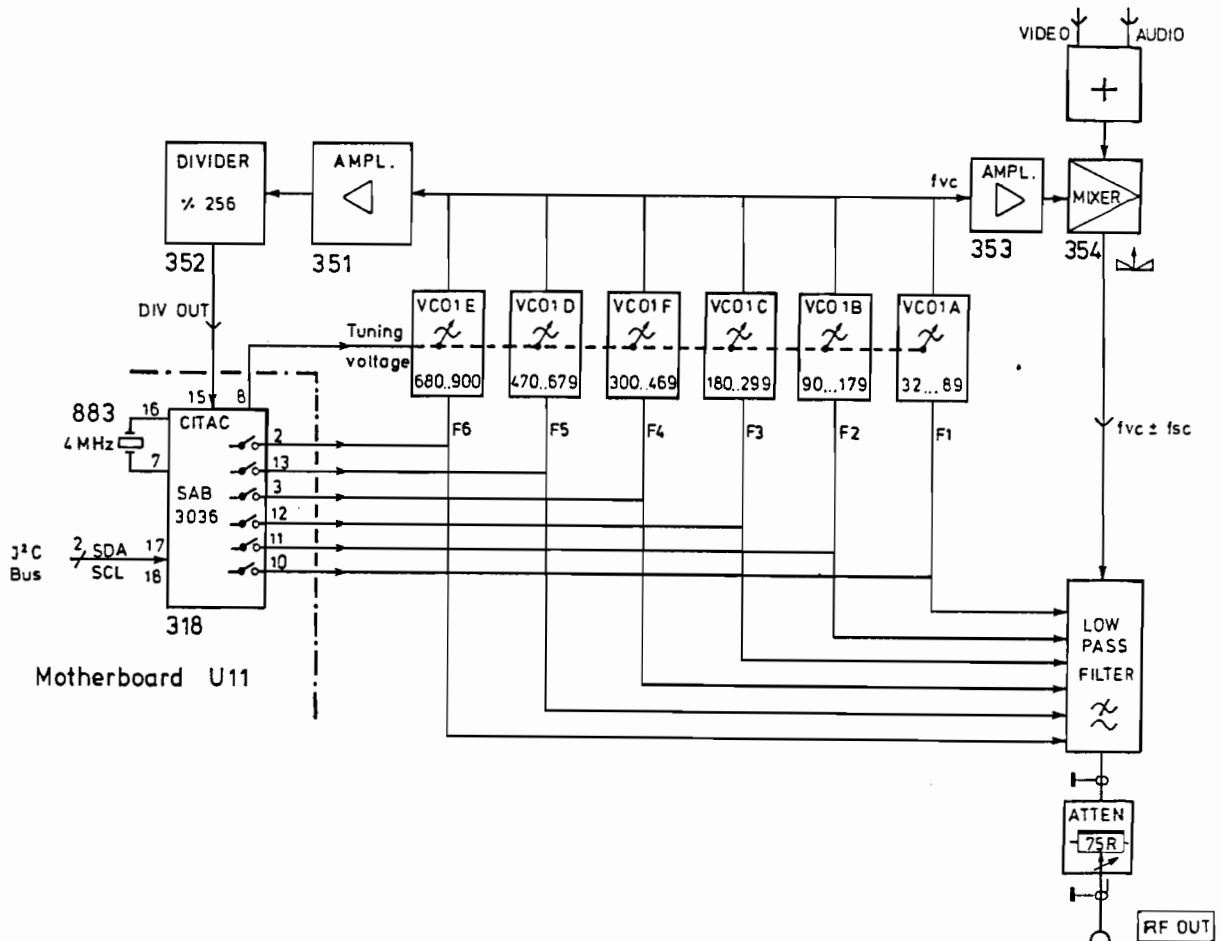 VIDEO
AUDIO
+
DIVIDER
% 256
352
AMPL.
351
fvc
AMPL.
353
MIXER
354
DIV OUT
Tuning
voltage
VCO1E
680..900
VCO1D
470..679
VCO1F
300..469
VCO1C
180..299
VCO1B
90...179
VCO1A
32...89
F6
F5
F4
F3
F2
F1
fvc ± fsc
883
4 MHz
16
7
15
8
CITAC
SAB
3036
2
13
3
12
11
10
J²C
Bus
2
SDA
SCL
17
18
318
Motherboard U11
LOW
PASS
FILTER
ATTEN
75R
RF OUT